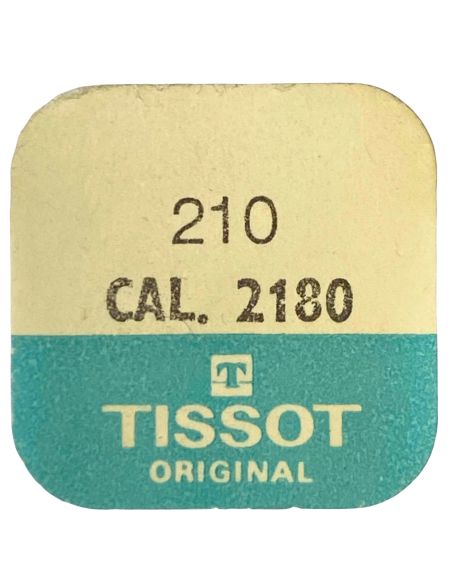 210
CAL. 2180
T
TISSOT
ORIGINAL